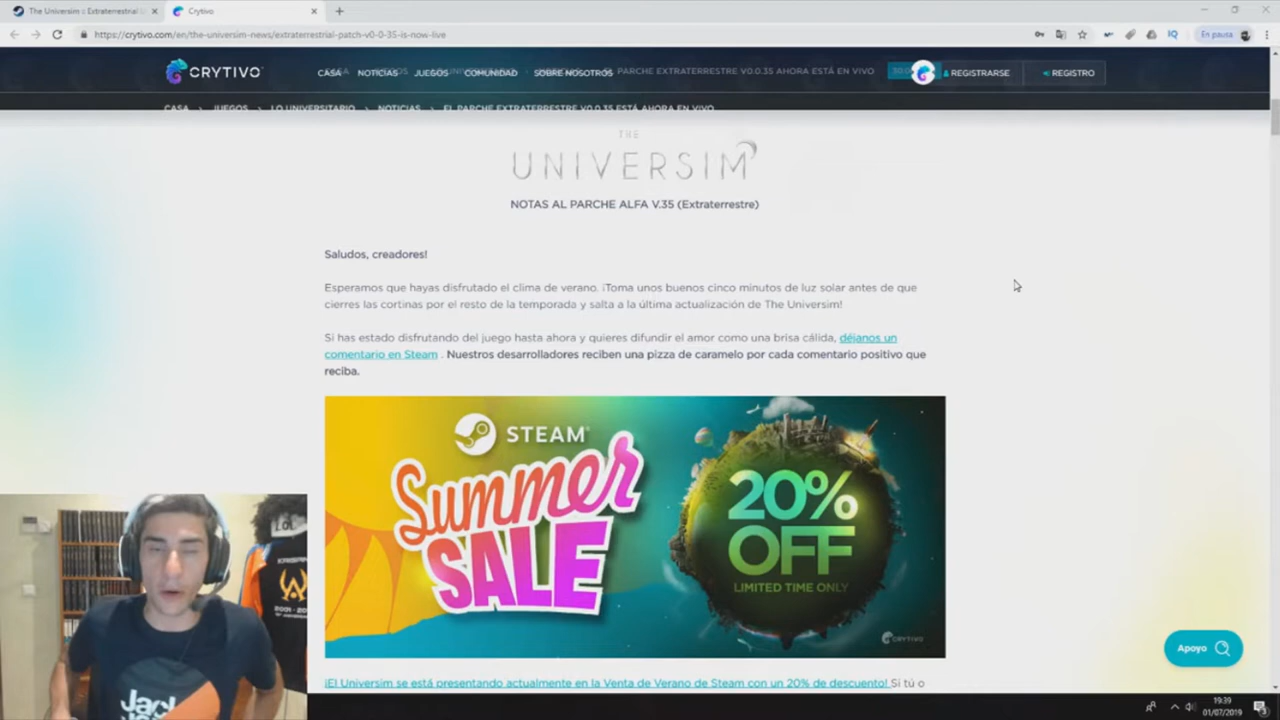 The Universim :: Extraterrestrial
Crytivo
https://crytivo.com/en/the-universim-news/extraterrestrial-patch-v0-0-35-is-now-live
En pausa
CRYTIVO
CASA NOTICIAS JUEGOS COMUNIDAD SOBRE NOSOTROS PARCHE EXTRATERRESTRE V0.0.35 AHORA ESTÁ EN VIVO REGISTRARSE REGISTRO
CASA > JUEGOS > LO UNIVERSITARIO > NOTICIAS > EL PARCHE EXTRATERRESTRE V0.0.35 ESTÁ AHORA EN VIVO
THE
UNIVERSIM
NOTAS AL PARCHE ALFA V.35 (Extraterrestre)
Saludos, creadores!
Esperamos que hayas disfrutado el clima de verano. ¡Toma unos buenos cinco minutos de luz solar antes de que
cierres las cortinas por el resto de la temporada y salta a la última actualización de The Universim!
Si has estado disfrutando del juego hasta ahora y quieres difundir el amor como una brisa cálida, déjanos un
comentario en Steam . Nuestros desarrolladores reciben una pizza de caramelo por cada comentario positivo que
reciba.
STEAM
Summer
SALE
20%
OFF
LIMITED TIME ONLY
CRYTIVO
Apoyo
¡El Universim se está presentando actualmente en la Venta de Verano de Steam con un 20% de descuento! Si tú o
19:39
01/07/2019